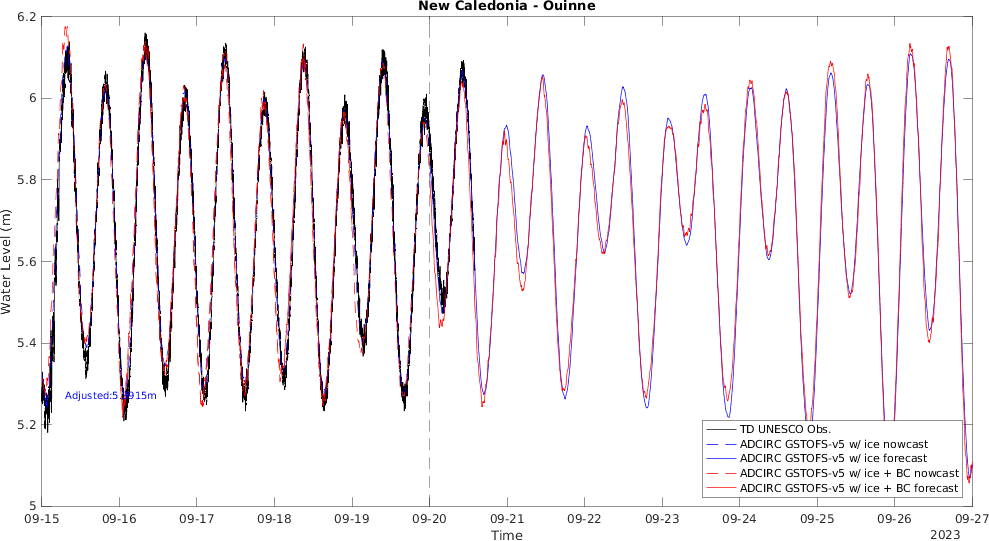 New Caledonia - Ouinne
6.2
6
5.8
5.6
5.4
5.2
5
Water Level (m)
TD UNESCO Obs.
ADCIRC GSTOFS-v5 w/ ice nowcast
ADCIRC GSTOFS-v5 w/ ice forecast
ADCIRC GSTOFS-v5 w/ ice + BC nowcast
ADCIRC GSTOFS-v5 w/ ice + BC forecast
09-15 09-16 09-17 09-18 09-19 09-20 09-21 09-22 09-23 09-24 09-25 09-26 09-27
Time
2023